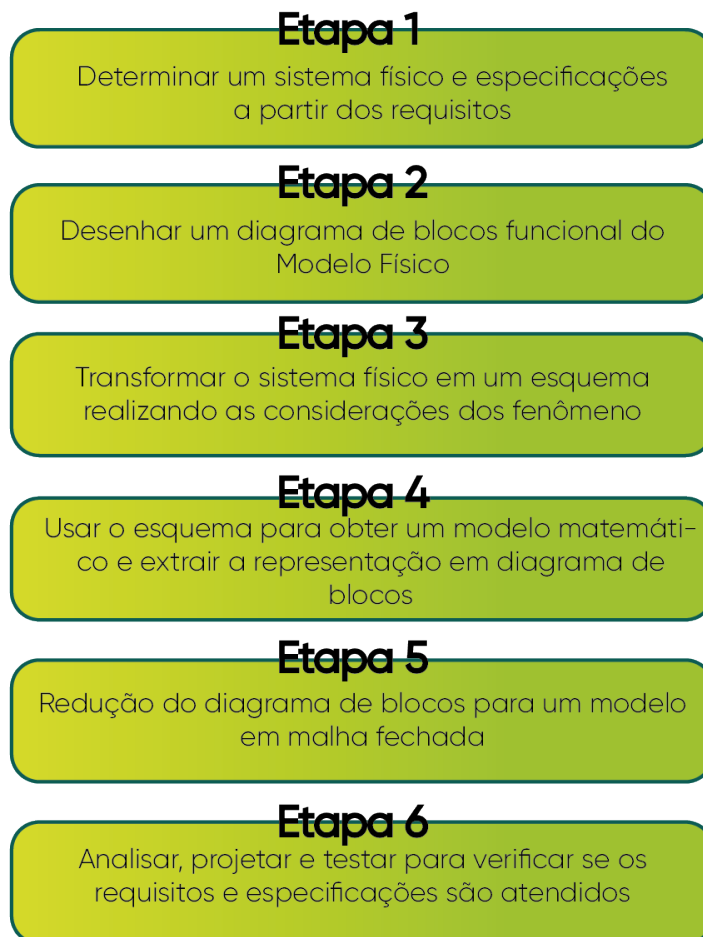 Etapa 1
Determinar um sistema físico e especificações
a partir dos requisitos
Etapa 2
Desenhar um diagrama de blocos funcional do
Modelo Físico
Etapa 3
Transformar o sistema físico em um esquema
realizando as considerações dos fenômeno
Etapa 4
Usar o esquema para obter um modelo matemáti-
co e extrair a representação em diagrama de
blocos
Etapa 5
Redução do diagrama de blocos para um modelo
em malha fechada
Etapa 6
Analisar, projetar e testar para verificar se os
requisitos e especificações são atendidos